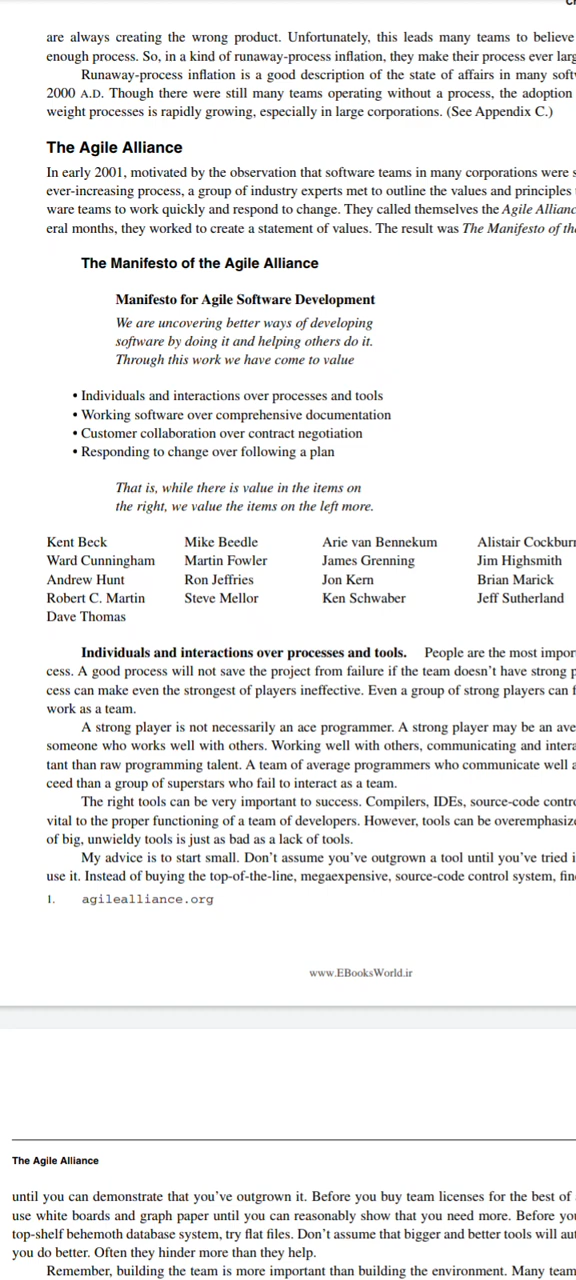 are always creating the wrong product. Unfortunately, this leads many teams to believe
enough process. So, in a kind of runaway-process inflation, they make their process ever larg
Runaway-process inflation is a good description of the state of affairs in many soft
2000 A.D. Though there were still many teams operating without a process, the adoption
weight processes is rapidly growing, especially in large corporations. (See Appendix C.)
The Agile Alliance
In early 2001, motivated by the observation that software teams in many corporations were s
ever-increasing process, a group of industry experts met to outline the values and principles
ware teams to work quickly and respond to change. They called themselves the Agile Allianc
eral months, they worked to create a statement of values. The result was The Manifesto of th
The Manifesto of the Agile Alliance
Manifesto for Agile Software Development
We are uncovering better ways of developing
software by doing it and helping others do it.
Through this work we have come to value
• Individuals and interactions over processes and tools
• Working software over comprehensive documentation
• Customer collaboration over contract negotiation
• Responding to change over following a plan
That is, while there is value in the items on
the right, we value the items on the left more.
Kent Beck Mike Beedle Arie van Bennekum Alistair Cockburn
Ward Cunningham Martin Fowler James Grenning Jim Highsmith
Andrew Hunt Ron Jeffries Jon Kern Brian Marick
Robert C. Martin Steve Mellor Ken Schwaber Jeff Sutherland
Dave Thomas
Individuals and interactions over processes and tools. People are the most impor
cess. A good process will not save the project from failure if the team doesn't have strong p
cess can make even the strongest of players ineffective. Even a group of strong players can f
work as a team.
A strong player is not necessarily an ace programmer. A strong player may be an ave
someone who works well with others. Working well with others, communicating and intera
tant than raw programming talent. A team of average programmers who communicate well a
ceed than a group of superstars who fail to interact as a team.
The right tools can be very important to success. Compilers, IDEs, source-code contro
vital to the proper functioning of a team of developers. However, tools can be overemphasize
of big, unwieldy tools is just as bad as a lack of tools.
My advice is to start small. Don't assume you've outgrown a tool until you've tried i
use it. Instead of buying the top-of-the-line, megaexpensive, source-code control system, fin
1. agilealliance.org
www.EBooksWorld.ir
The Agile Alliance
until you can demonstrate that you've outgrown it. Before you buy team licenses for the best of
use white boards and graph paper until you can reasonably show that you need more. Before you
top-shelf behemoth database system, try flat files. Don't assume that bigger and better tools will aut
you do better. Often they hinder more than they help.
Remember, building the team is more important than building the environment. Many team